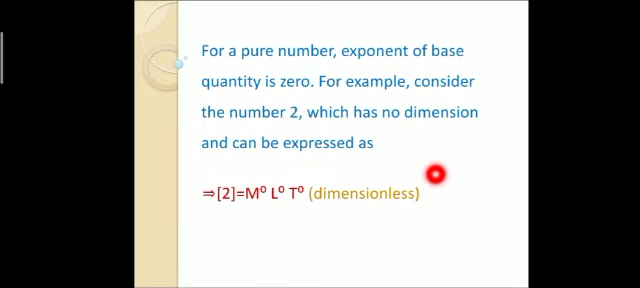 For a pure number, exponent of base
quantity is zero. For example, consider
the number 2, which has no dimension
and can be expressed as
⇒[2]=M⁰ L⁰ T⁰ (dimensionless)